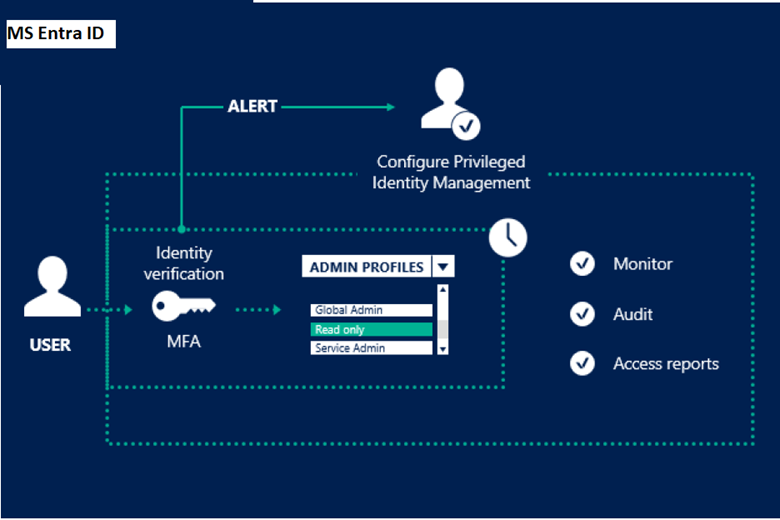 MS Entra ID
ALERT
Configure Privileged
Identity Management
Identity
verification
MFA
USER
ADMIN PROFILES
Global Admin
Read only
Service Admin
Monitor
Audit
Access reports